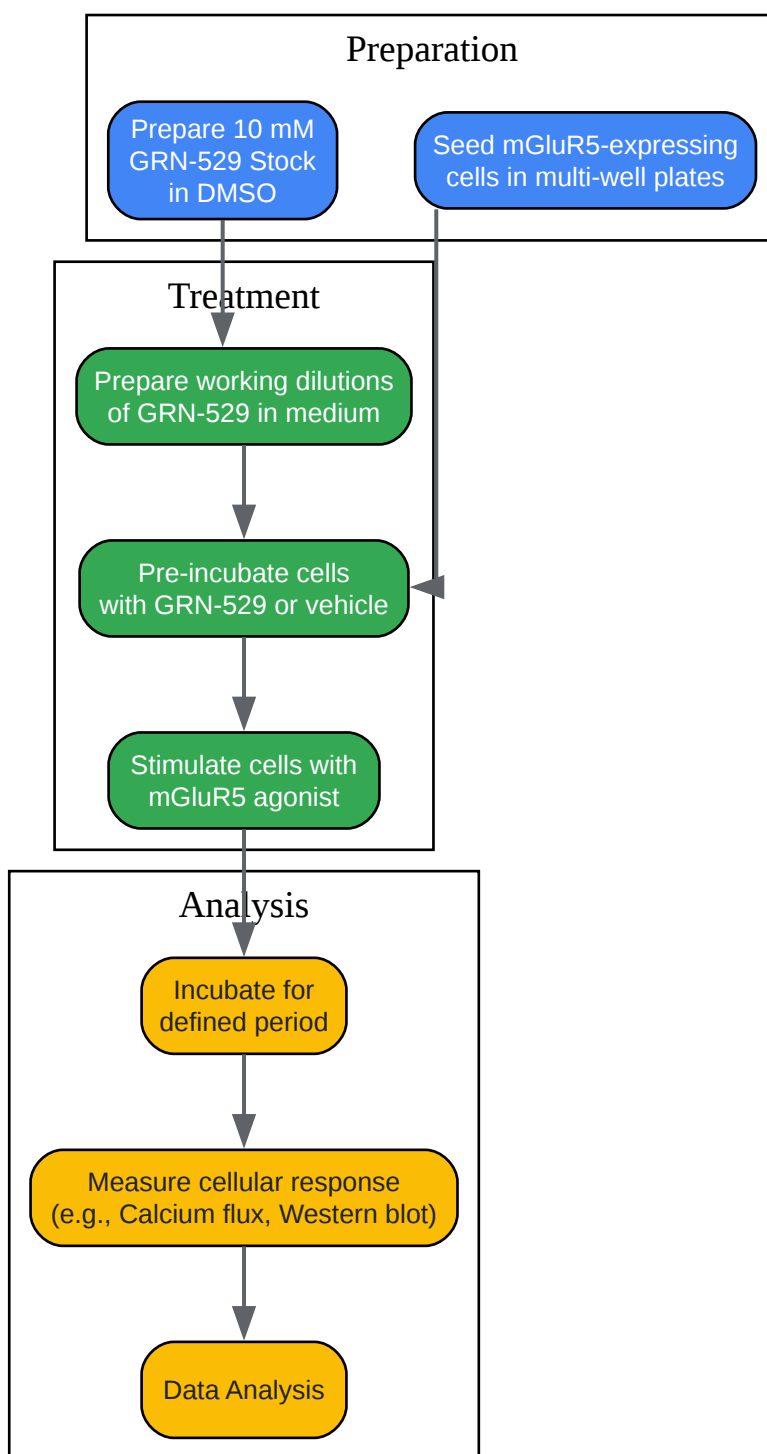 Preparation
Prepare 10 mM
GRN-529 Stock
in DMSO
Seed mGluR5-expressing
cells in multi-well plates
Treatment
Prepare working dilutions
of GRN-529 in medium
Pre-incubate cells
with GRN-529 or vehicle
Stimulate cells with
mGluR5 agonist
Analysis
Incubate for
defined period
Measure cellular response
(e.g., Calcium flux, Western blot)
Data Analysis